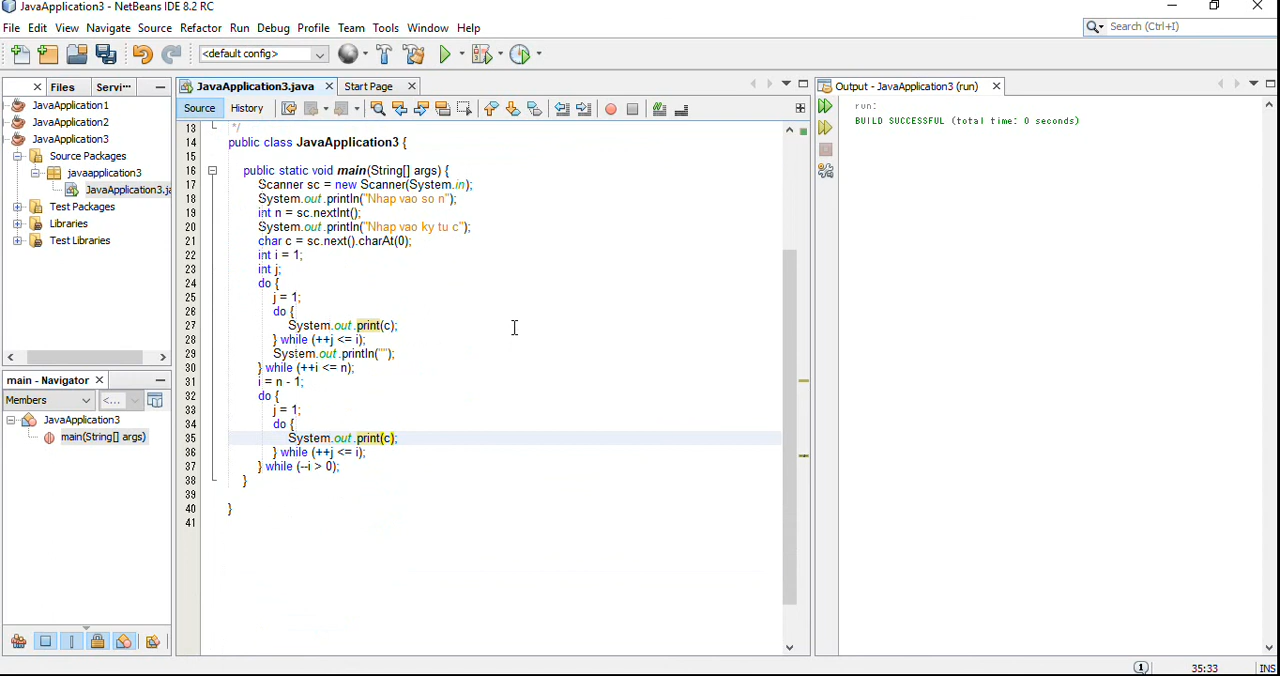 JavaApplication3 - NetBeans IDE 8.2 RC
File Edit View Navigate Source Refactor Run Debug Profile Team Tools Window Help
Search (Ctrl+I)
<default config>
Files Servi···
JavaApplication1
JavaApplication2
JavaApplication3
Source Packages
javaapplication3
JavaApplication3.ja
Test Packages
Libraries
Test Libraries
main - Navigator
Members <...
JavaApplication3
main(String[] args)
JavaApplication3.java Start Page
Source History
13 */
14 public class JavaApplication3 {
15
16 public static void main(String[] args) {
17 Scanner sc = new Scanner(System.in);
18 System.out.println("Nhap vao so n");
19 int n = sc.nextInt();
20 System.out.println("Nhap vao ky tu c");
21 char c = sc.next().charAt(0);
22 int i = 1;
23 int j;
24 do {
25 j = 1;
26 do {
27 System.out.print(c);
28 } while (++j <= i);
29 System.out.println("");
30 } while (++i <= n);
31 i = n - 1;
32 do {
33 j = 1;
34 do {
35 System.out.print(c);
36 } while (++j <= i);
37 } while (--i > 0);
38 }
39
40 }
41
Output - JavaApplication3 (run)
run:
BUILD SUCCESSFUL (total time: 0 seconds)
1 35:33 INS